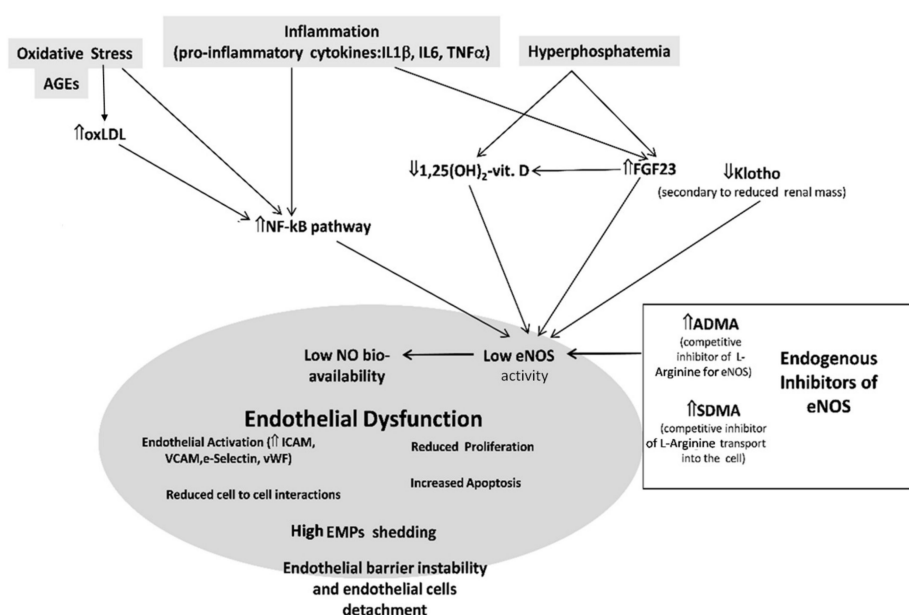 Oxidative Stress
AGEs
Inflammation
(pro-inflammatory cytokines:IL1β, IL6, TNFα)
Hyperphosphatemia
⇑oxLDL
⇓1,25(OH)₂-vit. D
⇑FGF23
⇓Klotho
(secondary to reduced renal mass)
⇑NF-kB pathway
Low NO bio-
availability
Low eNOS
activity
⇑ADMA
(competitive
inhibitor of L-
Arginine for eNOS)
⇑SDMA
(competitive inhibitor
of L-Arginine transport
into the cell)
Endogenous
Inhibitors of
eNOS
Endothelial Dysfunction
Endothelial Activation (⇑ ICAM,
VCAM,e-Selectin, vWF)
Reduced Proliferation
Reduced cell to cell interactions
Increased Apoptosis
High EMPs shedding
Endothelial barrier instability
and endothelial cells
detachment